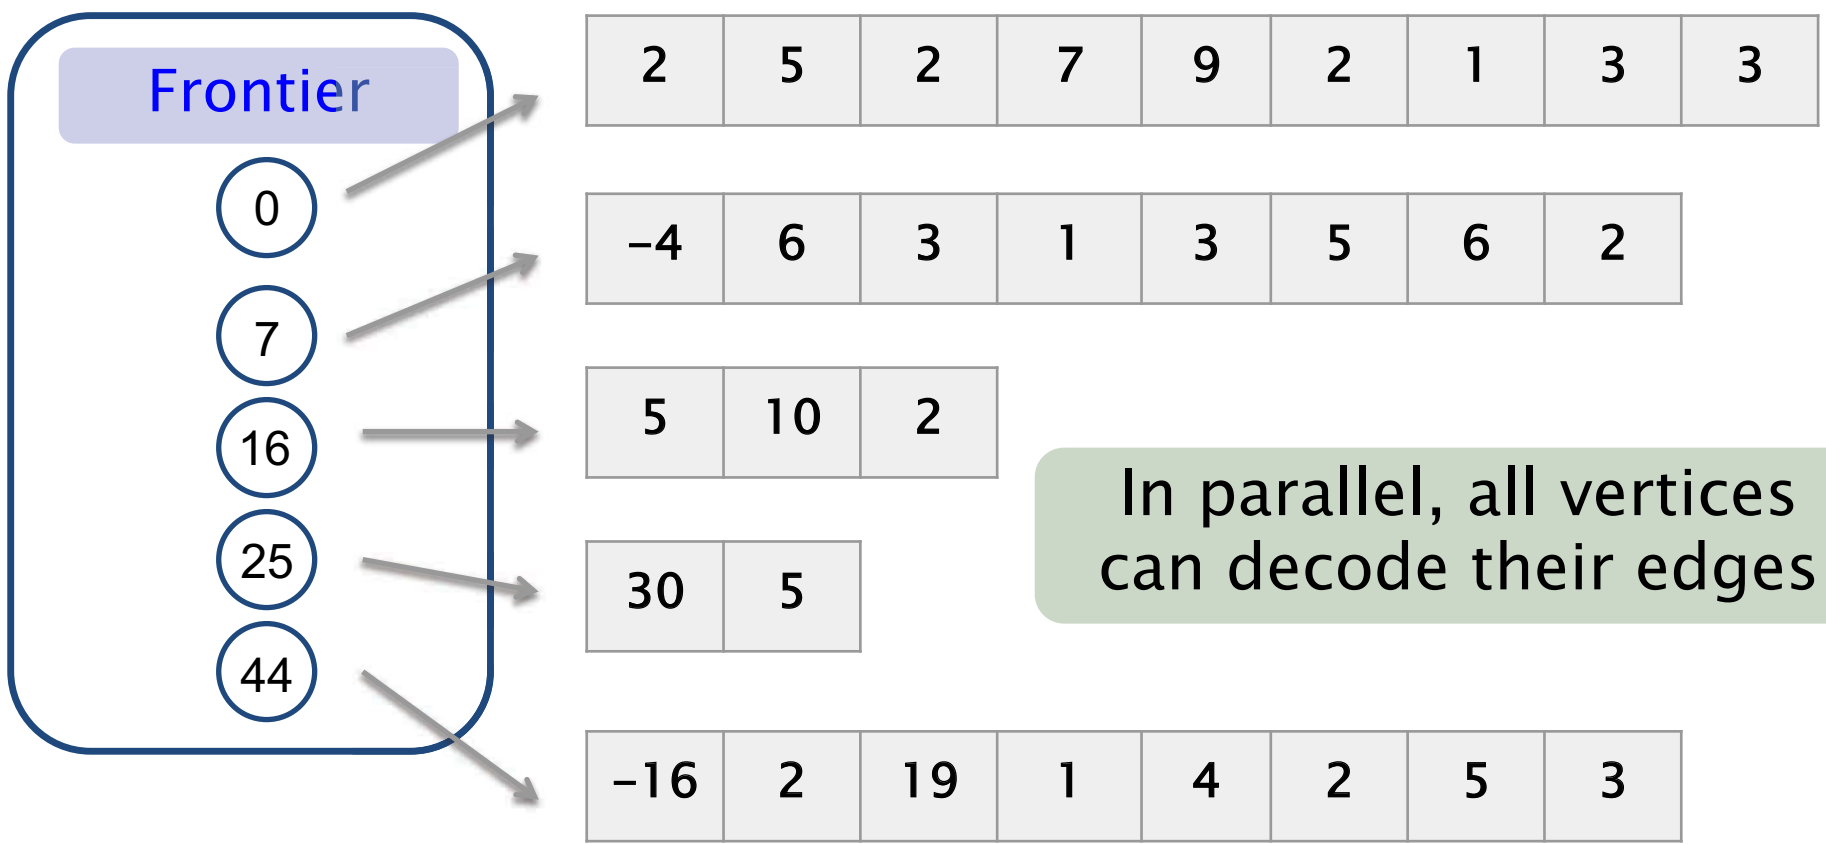 Frontier
0
7
16
25
44
2 5 2 7 9 2 1 3 3
-4 6 3 1 3 5 6 2
5 10 2
30 5
-16 2 19 1 4 2 5 3
In parallel, all vertices
can decode their edges